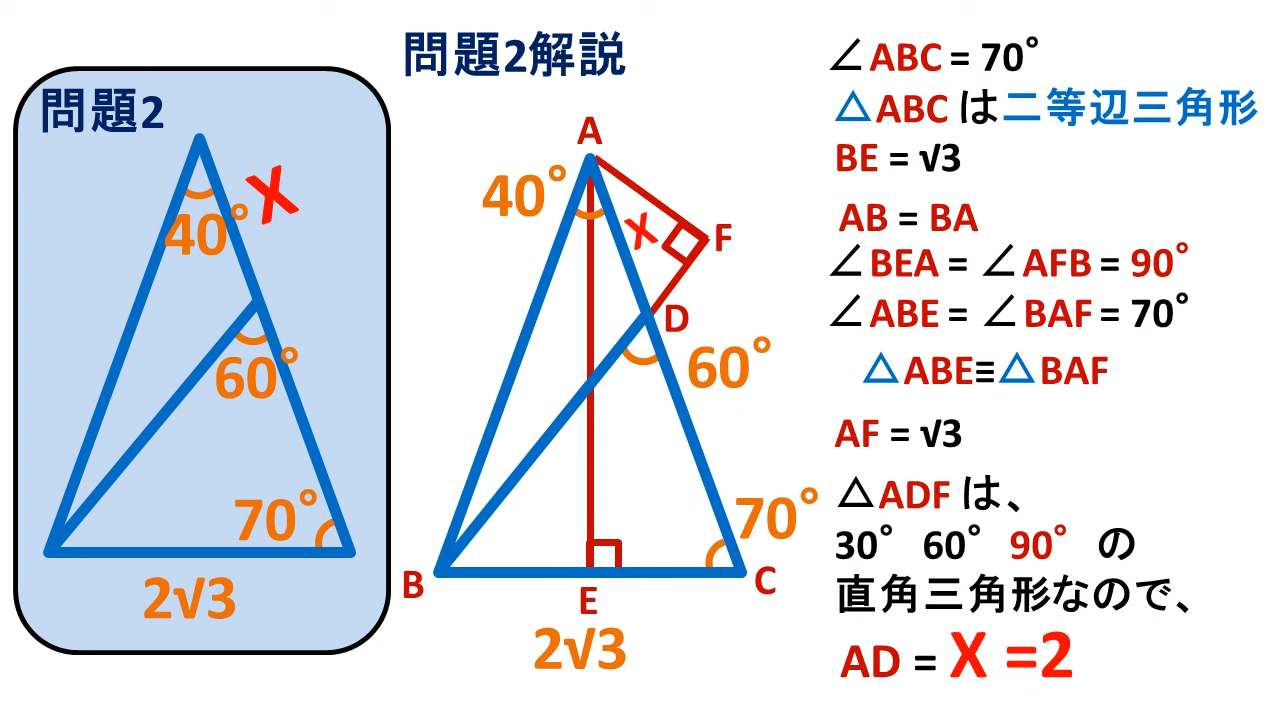 問題2
40°
X
60°
70°
2√3
問題2解説
A
40°
X
F
D
60°
70°
B
E
C
2√3
∠ABC = 70°
△ABC は二等辺三角形
BE = √3
AB = BA
∠BEA = ∠AFB = 90°
∠ABE = ∠BAF = 70°
△ABE≡△BAF
AF = √3
△ADF は、
30° 60° 90° の
直角三角形なので、
AD = X =2